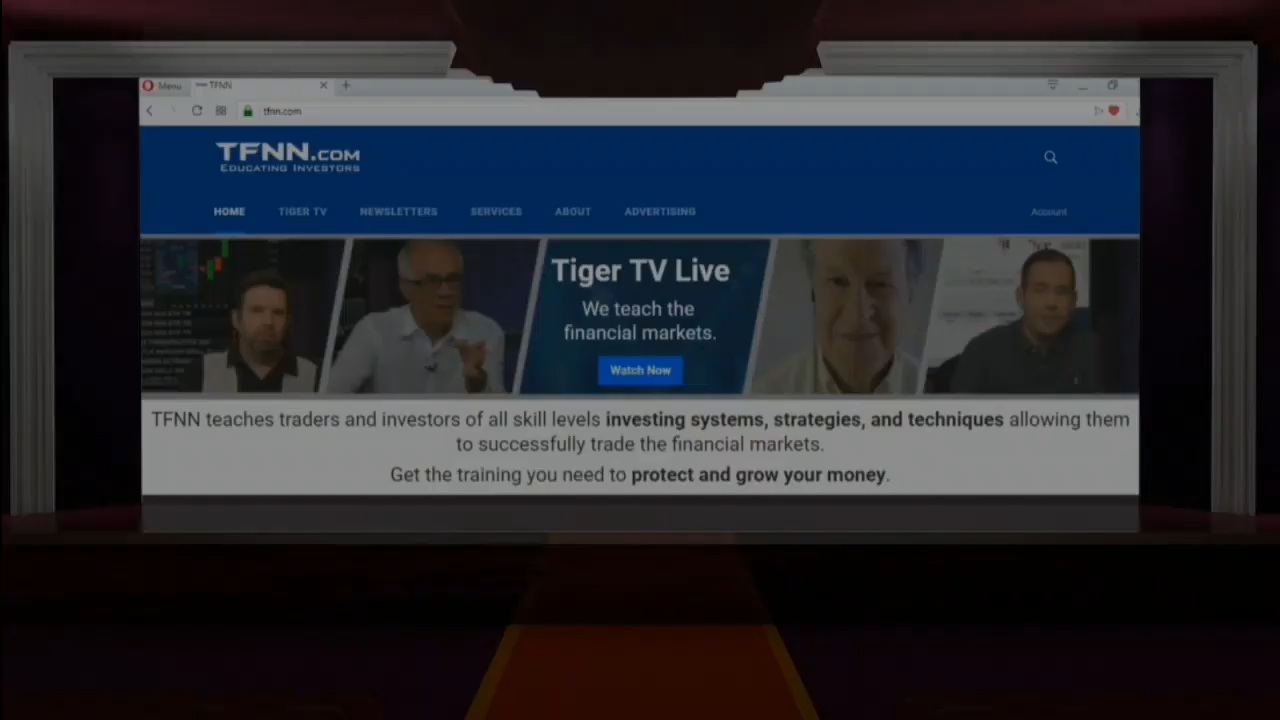 Menu
TFNN
tfnn.com
TFNN.COM
EDUCATING INVESTORS
HOME TIGER TV NEWSLETTERS SERVICES ABOUT ADVERTISING Account
Tiger TV Live
We teach the
financial markets.
Watch Now
TFNN teaches traders and investors of all skill levels investing systems, strategies, and techniques allowing them
to successfully trade the financial markets.
Get the training you need to protect and grow your money.